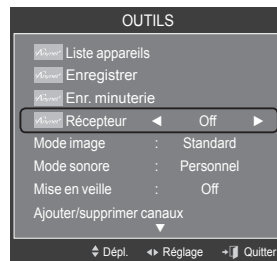 OUTILS
Liste appareils
Enregistrer
Enr. minuterie
Récepteur ◄ Off ►
Mode image : Standard
Mode sonore : Personnel
Mise en veille : Off
Ajouter/supprimer canaux
▼
Dépl. Réglage Quitter